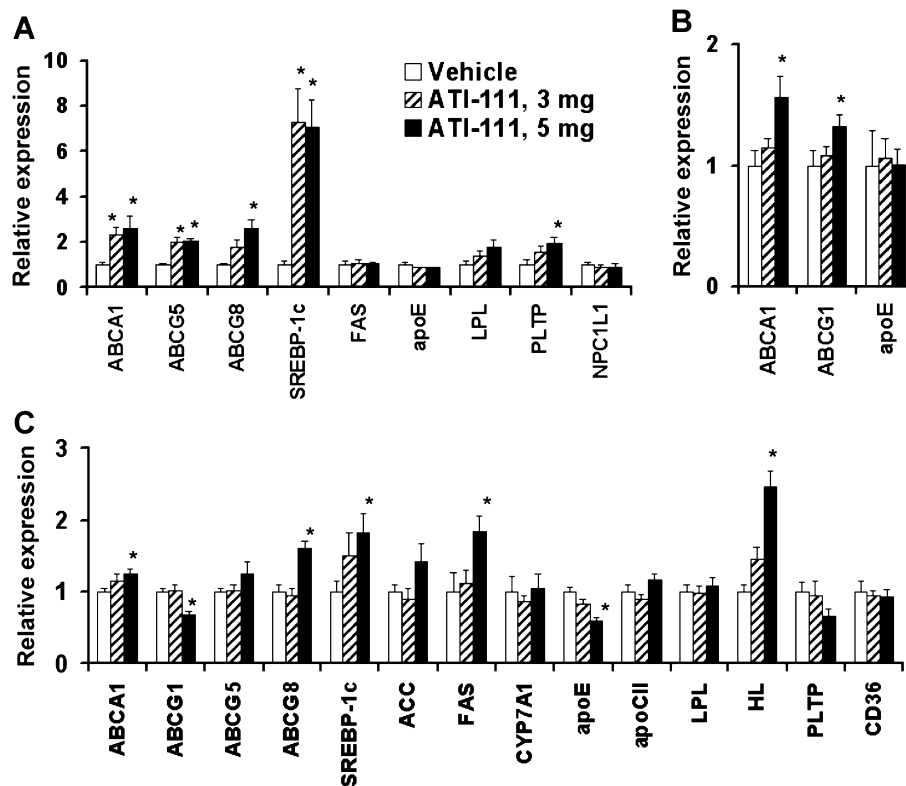 A
Relative expression
10
8
6
4
2
0
* * * * * * * *
Vehicle
ATI-111, 3 mg
ATI-111, 5 mg
ABCA1
ABCG5
ABCG8
SREBP-1c
FAS
apoE
LPL
PLTP
NPC1L1
B
Relative expression
2
1
0
* *
ABCA1
ABCG1
apoE
C
Relative expression
3
2
1
0
* * * * * * *
ABCA1
ABCG1
ABCG5
ABCG8
SREBP-1c
ACC
FAS
CYP7A1
apoE
apoCII
LPL
HL
PLTP
CD36